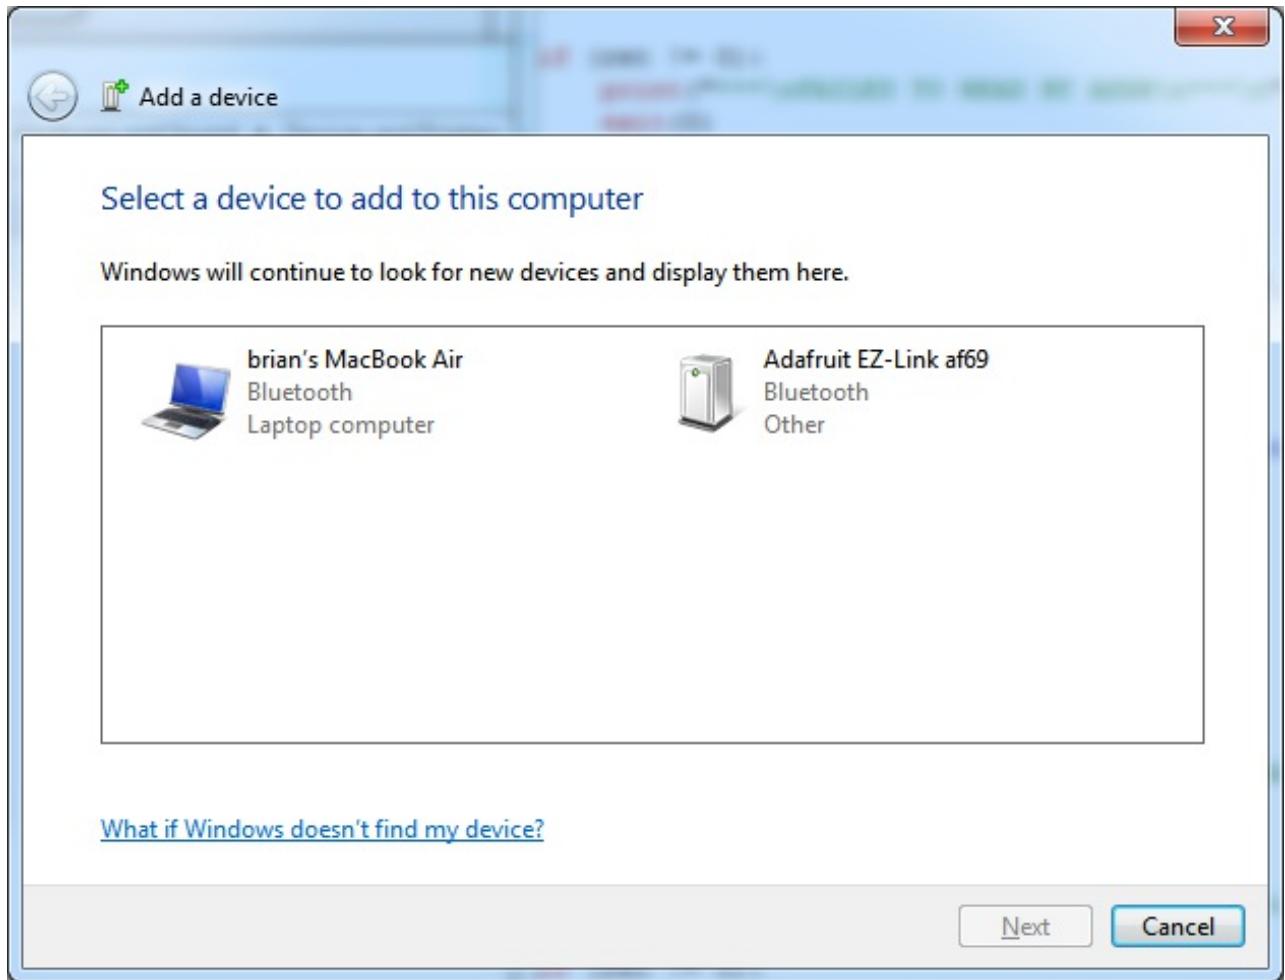 Add a device
Select a device to add to this computer
Windows will continue to look for new devices and display them here.
brian's MacBook Air
Bluetooth
Laptop computer
Adafruit EZ-Link af69
Bluetooth
Other
What if Windows doesn't find my device?
Next
Cancel